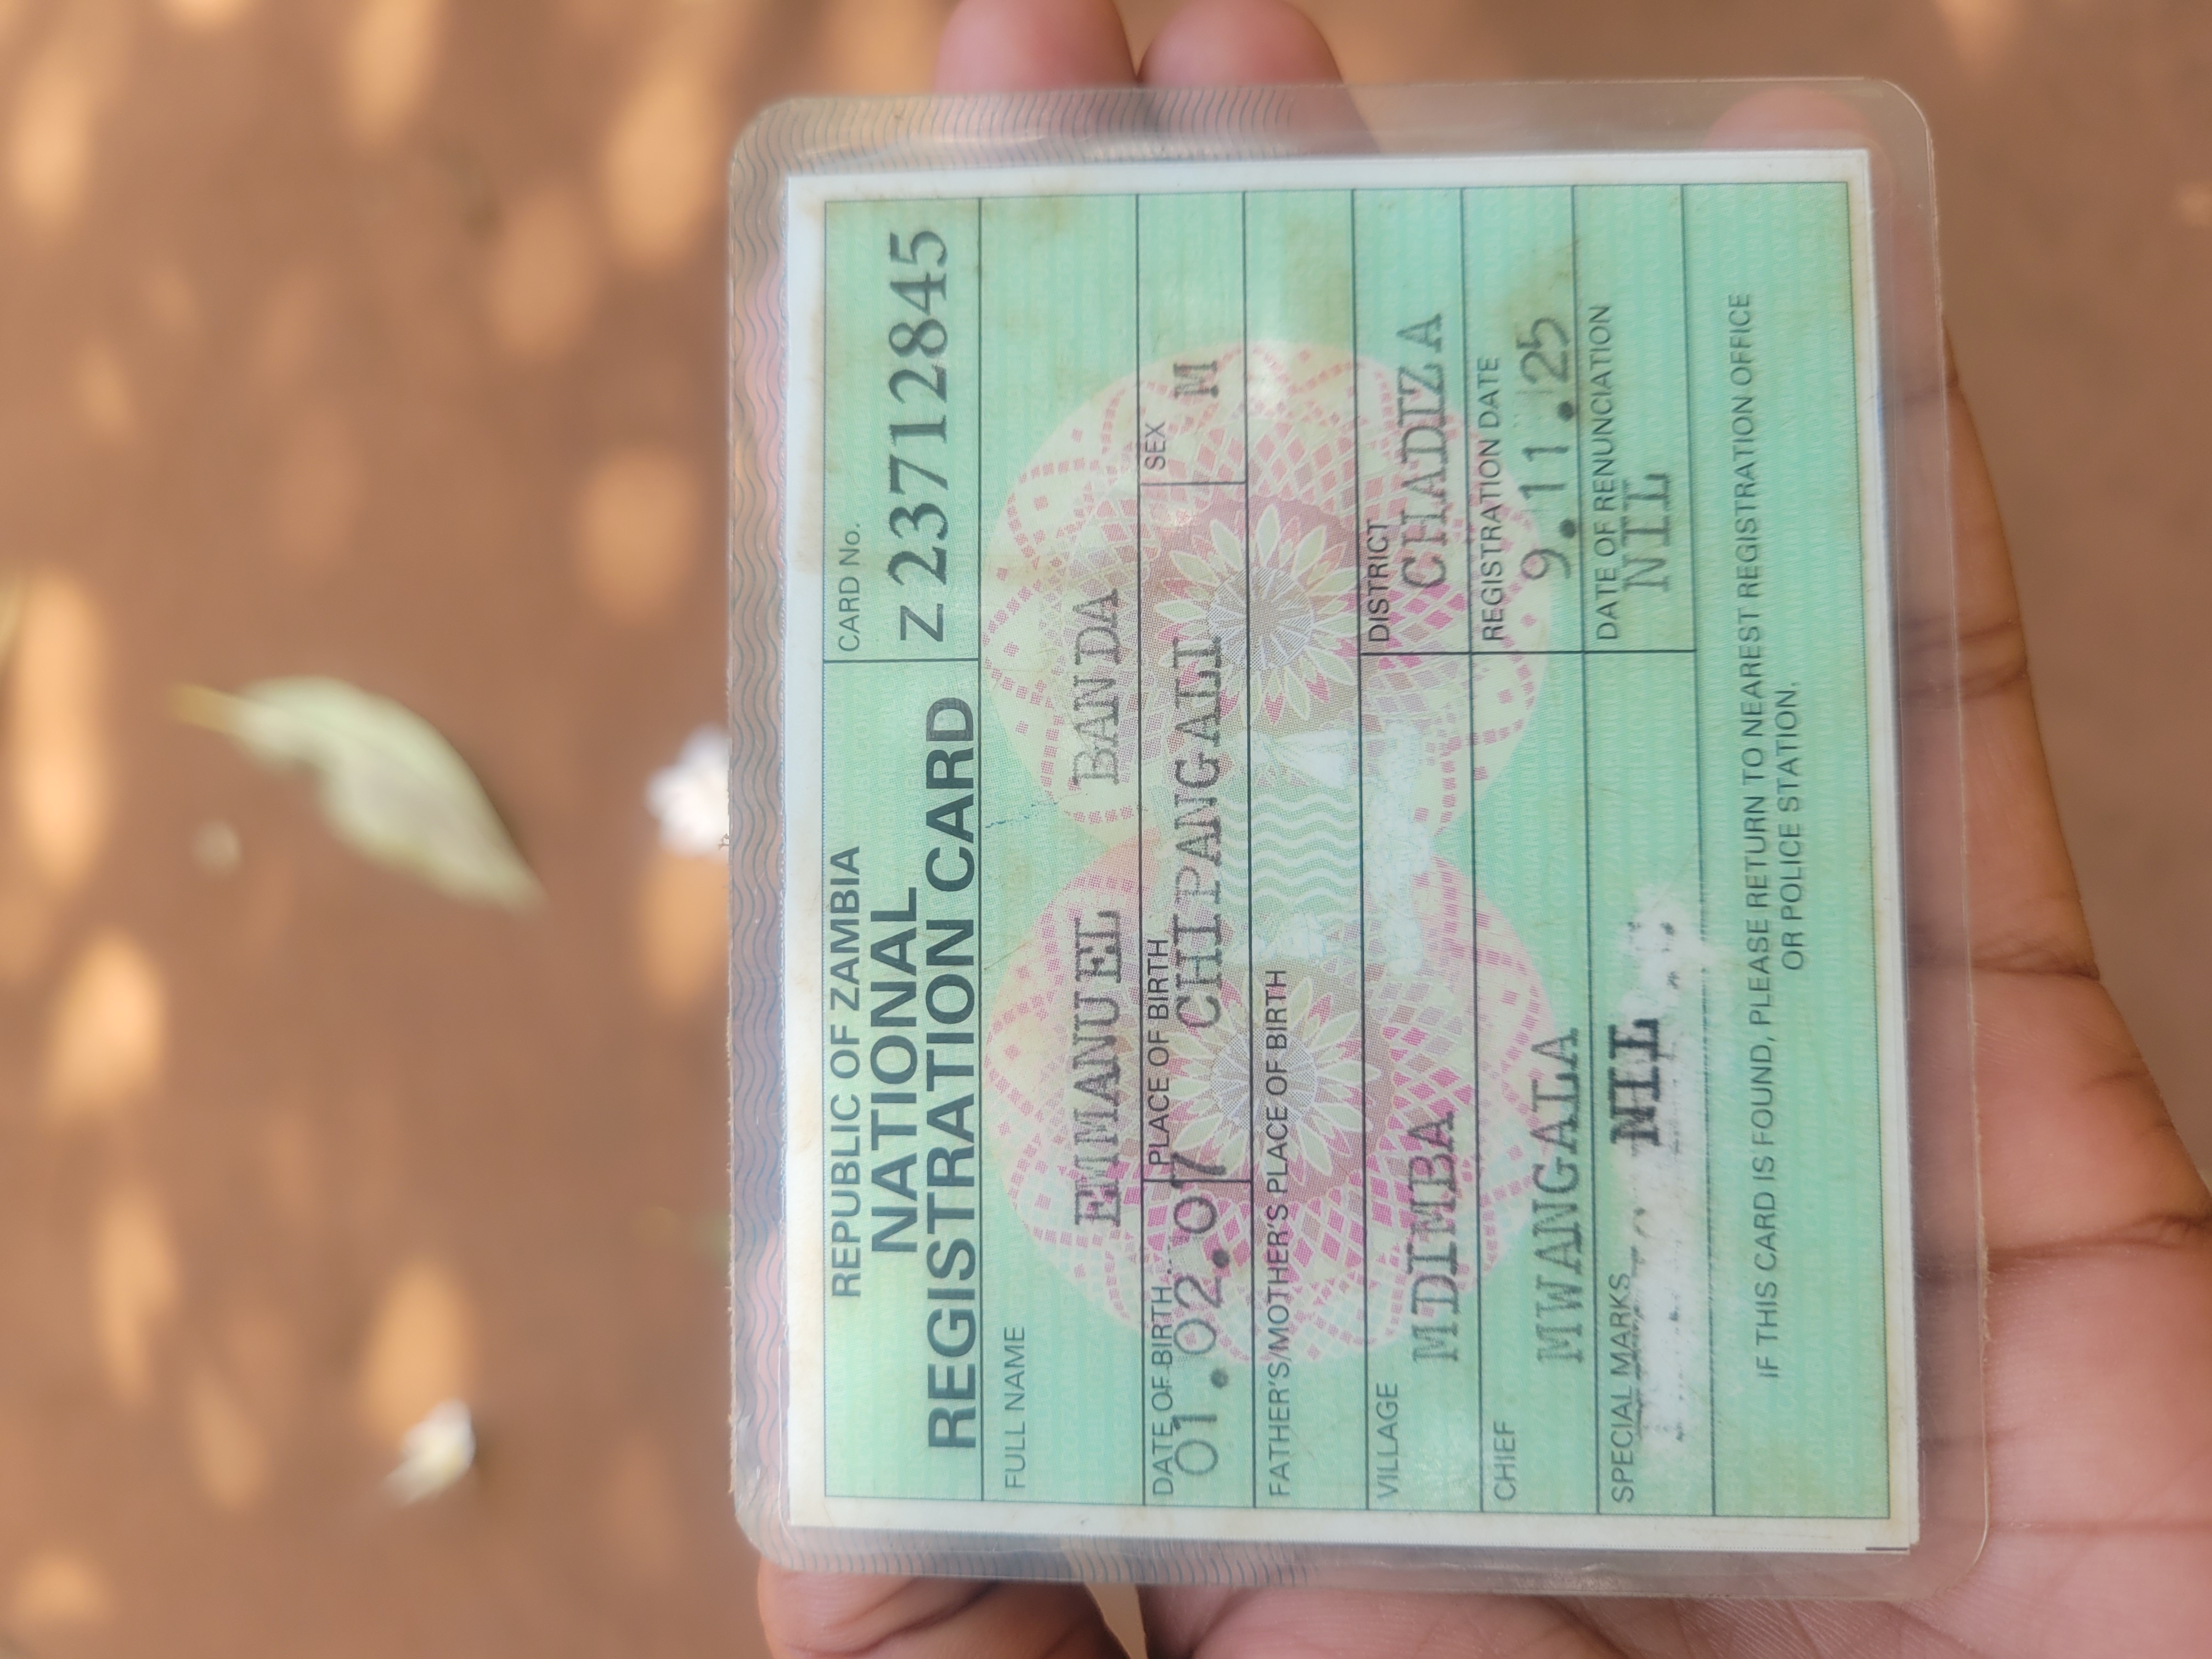 REPUBLIC OF ZAMBIA
NATIONAL
REGISTRATION CARD
CARD No.
Z 23712845
FULL NAME
EMMANUEL BANDA
DATE OF BIRTH
01.02.07
PLACE OF BIRTH
CHIPANGALI
SEX
M
FATHER'S/MOTHER'S PLACE OF BIRTH
VILLAGE
MDIMBA
DISTRICT
CHADIZA
CHIEF
MWANGALA
REGISTRATION DATE
9.11.25
SPECIAL MARKS
NIL
DATE OF RENUNCIATION
NIL
IF THIS CARD IS FOUND, PLEASE RETURN TO NEAREST REGISTRATION OFFICE
OR POLICE STATION.